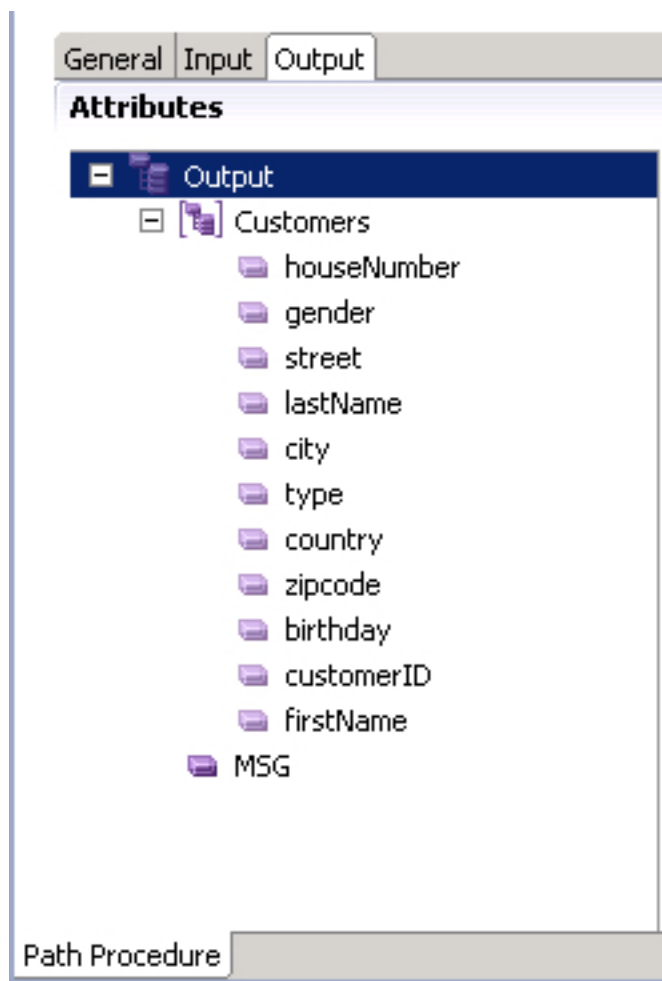 General Input Output
Attributes
Output
Customers
houseNumber
gender
street
lastName
city
type
country
zipcode
birthday
customerID
firstName
MSG
Path Procedure